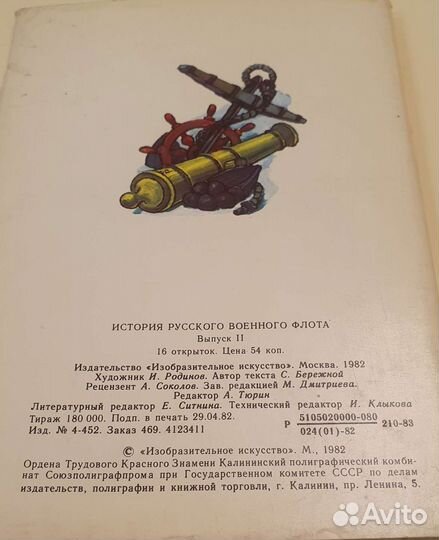 ИСТОРИЯ РУССКОГО ВОЕННОГО ФЛОТА
Выпуск II
16 открыток. Цена 54 коп.
Издательство «Изобразительное искусство». Москва. 1982
Художник И. Родинов. Автор текста С. Бережной
Рецензент А. Соколов. Зав. редакцией М. Дмитриева.
Редактор А. Тюрин
Литературный редактор Е. Ситнина. Технический редактор И. Клыкова
Тираж 180 000. Подп. в печать 29.04.82.
Изд. № 4-452. Заказ 469. 4123411
Р 5105020000-080 210-83
024(01)-82
© «Изобразительное искусство». М., 1982
Ордена Трудового Красного Знамени Калининский полиграфический комби-
нат Союзполиграфпрома при Государственном комитете СССР по делам
издательств, полиграфии и книжной торговли, г. Калинин, пр. Ленина, 5.
Avito